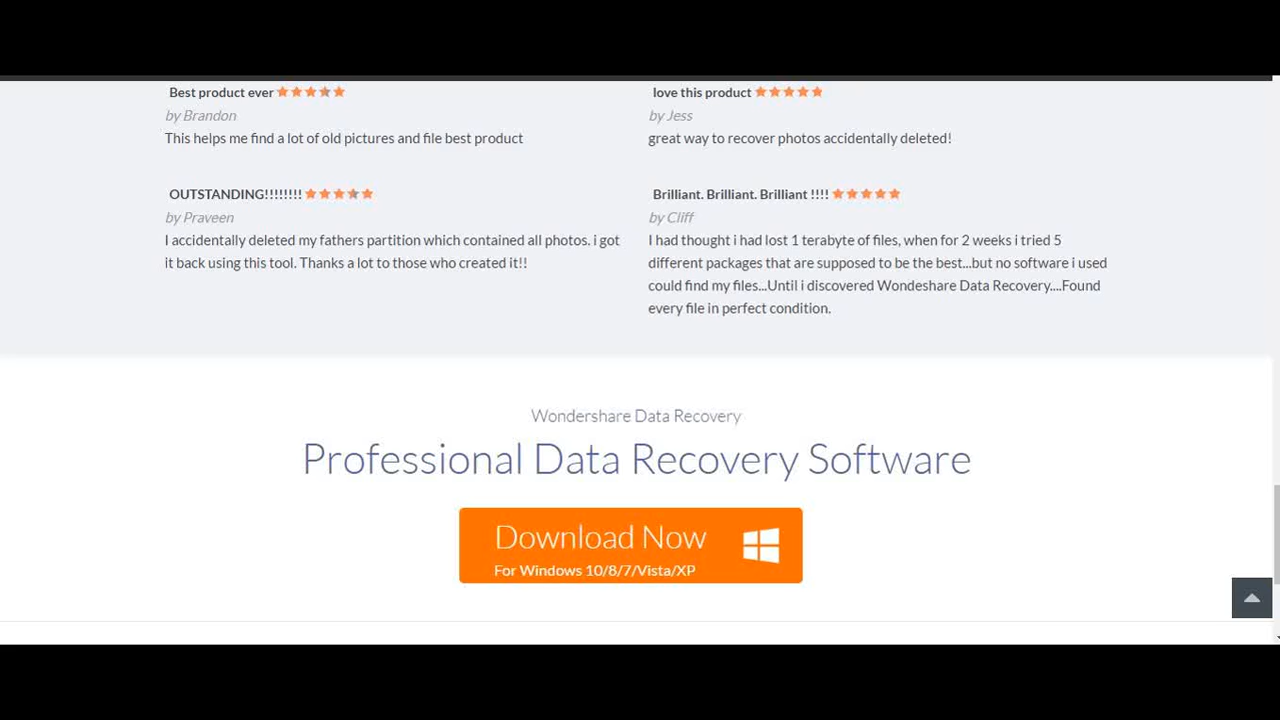 Best product ever
by Brandon
This helps me find a lot of old pictures and file best product
love this product
by Jess
great way to recover photos accidentally deleted!
OUTSTANDING!!!!!!!!
by Praveen
I accidentally deleted my fathers partition which contained all photos. i got
it back using this tool. Thanks a lot to those who created it!!
Brilliant. Brilliant. Brilliant !!!!
by Cliff
I had thought i had lost 1 terabyte of files, when for 2 weeks i tried 5
different packages that are supposed to be the best...but no software i used
could find my files...Until i discovered Wondeshare Data Recovery....Found
every file in perfect condition.
Wondershare Data Recovery
Professional Data Recovery Software
Download Now
For Windows 10/8/7/Vista/XP